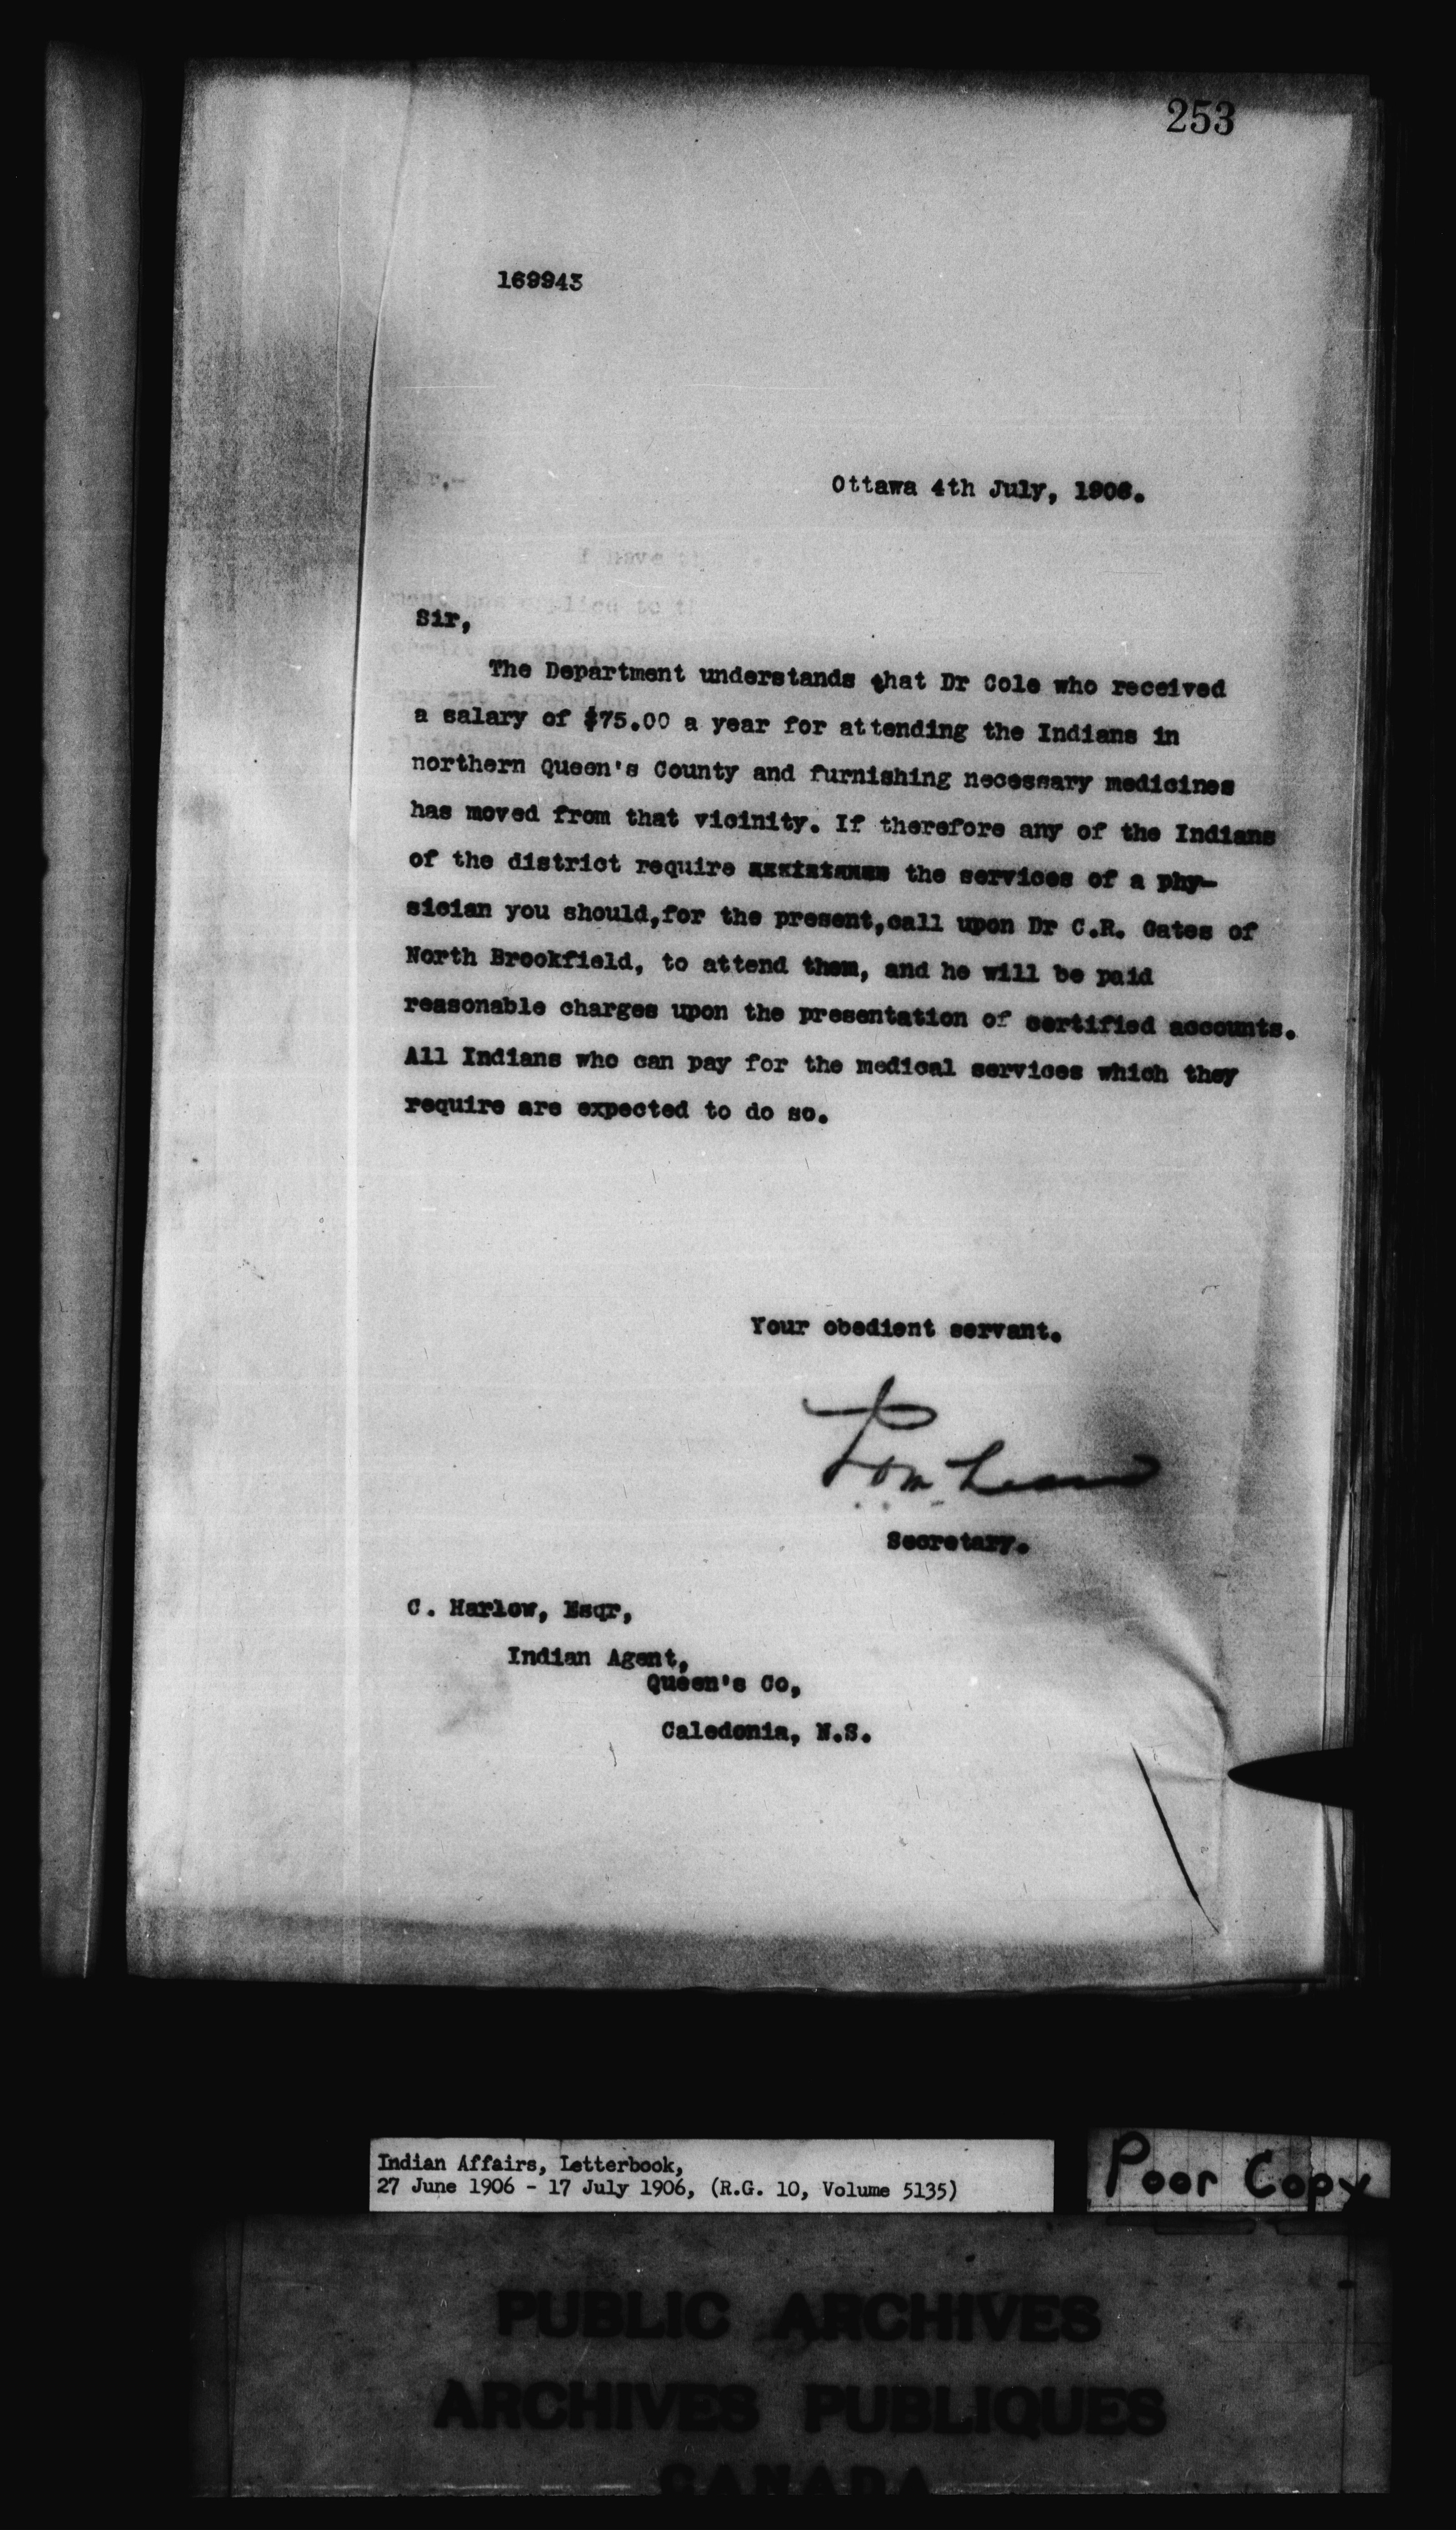 253
169943
Ottawa 4th July, 1906.
Sir,
The Department understands that Dr Cole who received
a salary of $75.00 a year for attending the Indians in
northern Queen's County and furnishing necessary medicines
has moved from that vicinity. If therefore any of the Indians
of the district require the services of a phy-
sician you should,for the present,call upon Dr C.R. Gates of
North Brookfield, to attend them, and he will be paid
reasonable charges upon the presentation of certified accounts.
All Indians who can pay for the medical services which they
require are expected to do so.
Your obedient servant.
Secretary.
C. Harlow, Esqr,
Indian Agent,
Queen's Co,
Caledonia, N.S.
Indian Affairs, Letterbook,
27 June 1906 - 17 July 1906, (R.G. 10, Volume 5135)
Poor Copy
PUBLIC ARCHIVES
ARCHIVES PUBLIQUES
CANADA